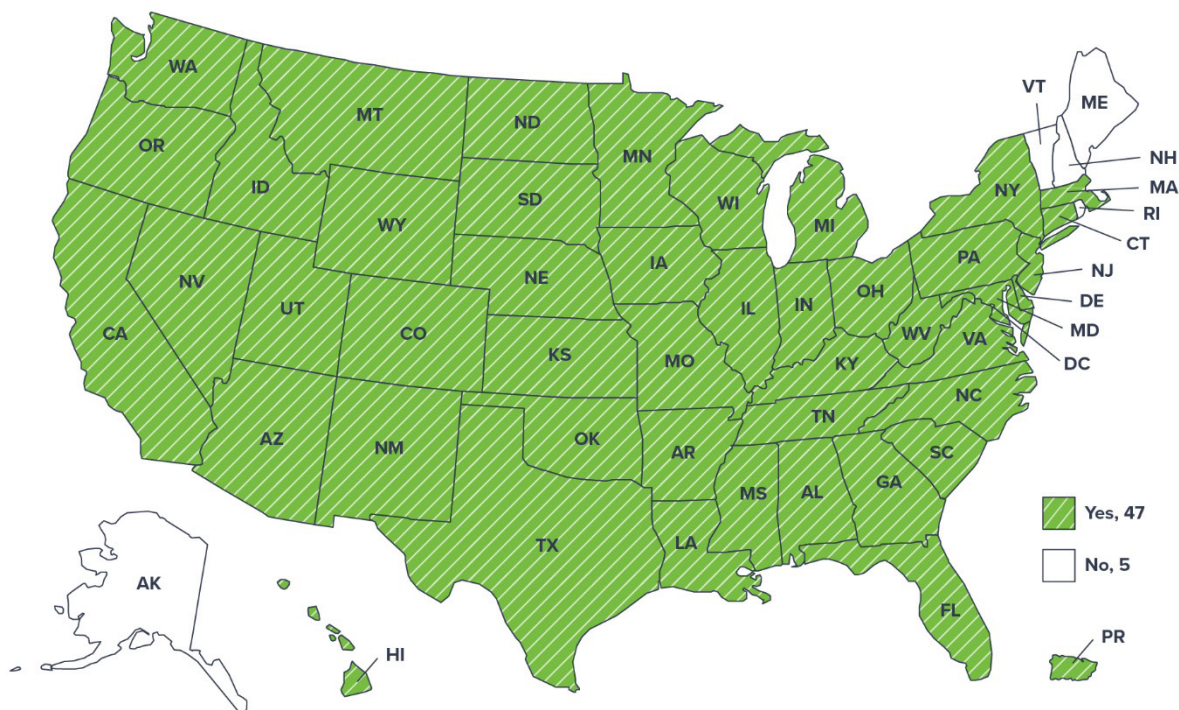 WA
MT
ND
MN
VT
ME
OR
ID
SD
WI
MI
NY
NH
MA
RI
CT
WY
IA
PA
NJ
NV
NE
IL
IN
OH
DE
MD
CA
UT
CO
KS
MO
WV
VA
DC
KY
NC
TN
AZ
NM
OK
AR
SC
MS
AL
GA
TX
LA
Yes, 47
No, 5
AK
FL
HI
PR